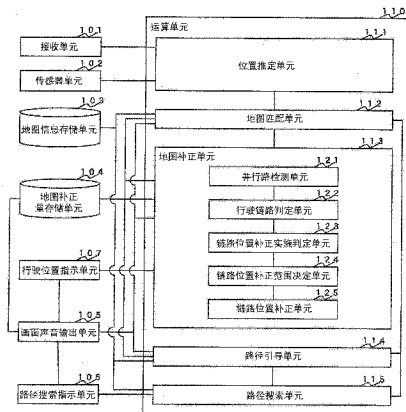 110
运算单元
101
接收单元
111
位置推定单元
102
传感器单元
103
地图信息存储单元
112
地图匹配单元
113
地图补正单元
104
地图补正
量存储单元
121
并行路检测单元
122
行驶链路判定单元
123
链路位置补正实施判定单元
107
行驶位置指示单元
124
链路位置补正范围决定单元
125
链路位置补正单元
105
画面声音输出单元
114
路径引导单元
106
路径搜索指示单元
115
路径搜索单元